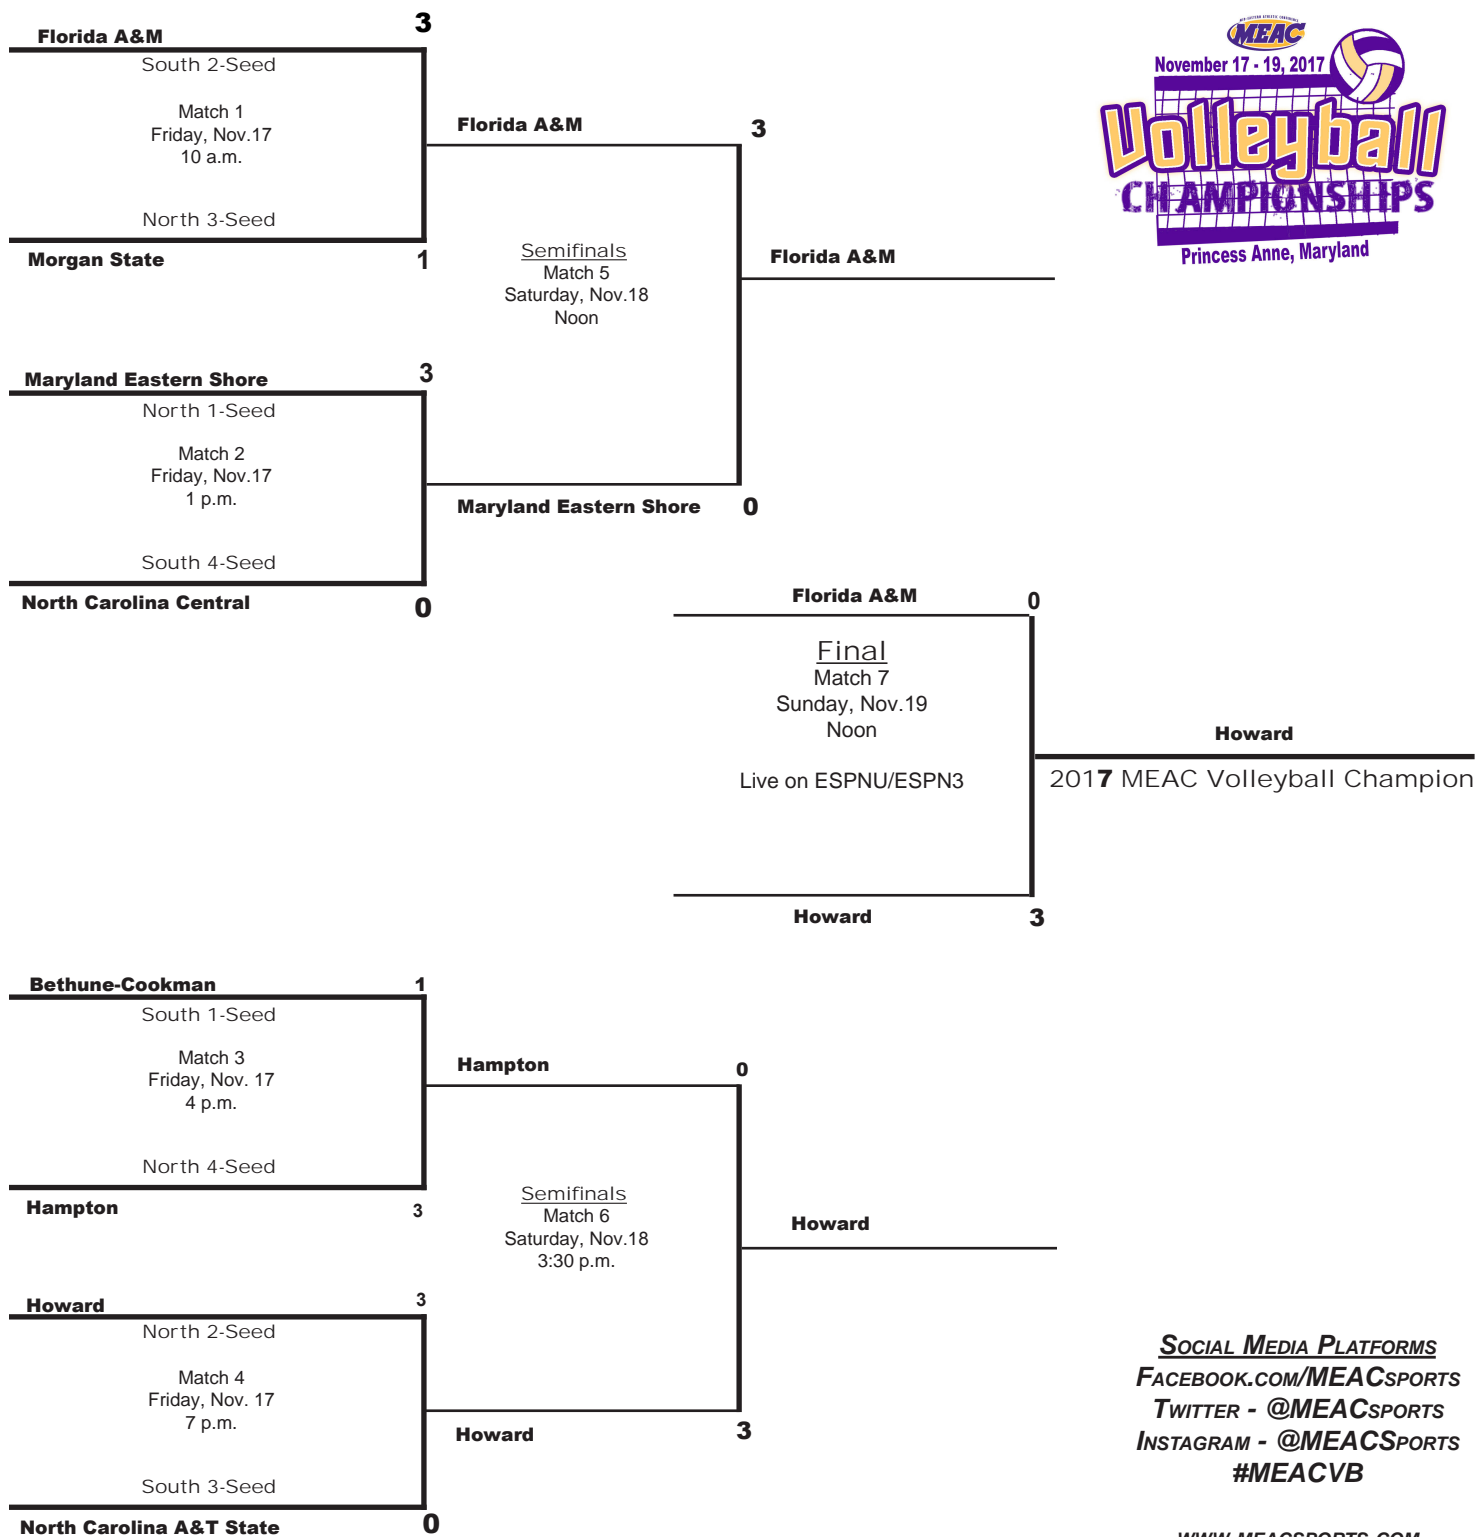 Florida A&M 3
South 2-Seed
Match 1
Friday, Nov.17
10 a.m.
North 3-Seed
Morgan State 1
Maryland Eastern Shore 3
North 1-Seed
Match 2
Friday, Nov.17
1 p.m.
South 4-Seed
North Carolina Central 0
Florida A&M 3
Semifinals
Match 5
Saturday, Nov.18
Noon
Maryland Eastern Shore 0
Florida A&M
MID-EASTERN ATHLETIC CONFERENCE
MEAC
November 17 - 19, 2017
Volleyball
CHAMPIONSHIPS
Princess Anne, Maryland
Florida A&M 0
Final
Match 7
Sunday, Nov.19
Noon
Live on ESPNU/ESPN3
Howard 3
Howard
2017 MEAC Volleyball Champion
Bethune-Cookman 1
South 1-Seed
Match 3
Friday, Nov. 17
4 p.m.
North 4-Seed
Hampton 3
Howard 3
North 2-Seed
Match 4
Friday, Nov. 17
7 p.m.
South 3-Seed
North Carolina A&T State 0
Hampton 0
Semifinals
Match 6
Saturday, Nov.18
3:30 p.m.
Howard 3
Howard
SOCIAL MEDIA PLATFORMS
FACEBOOK.COM/MEACSPORTS
TWITTER - @MEACSPORTS
INSTAGRAM - @MEACSPORTS
#MEACVB
WWW.MEACSPORTS.COM